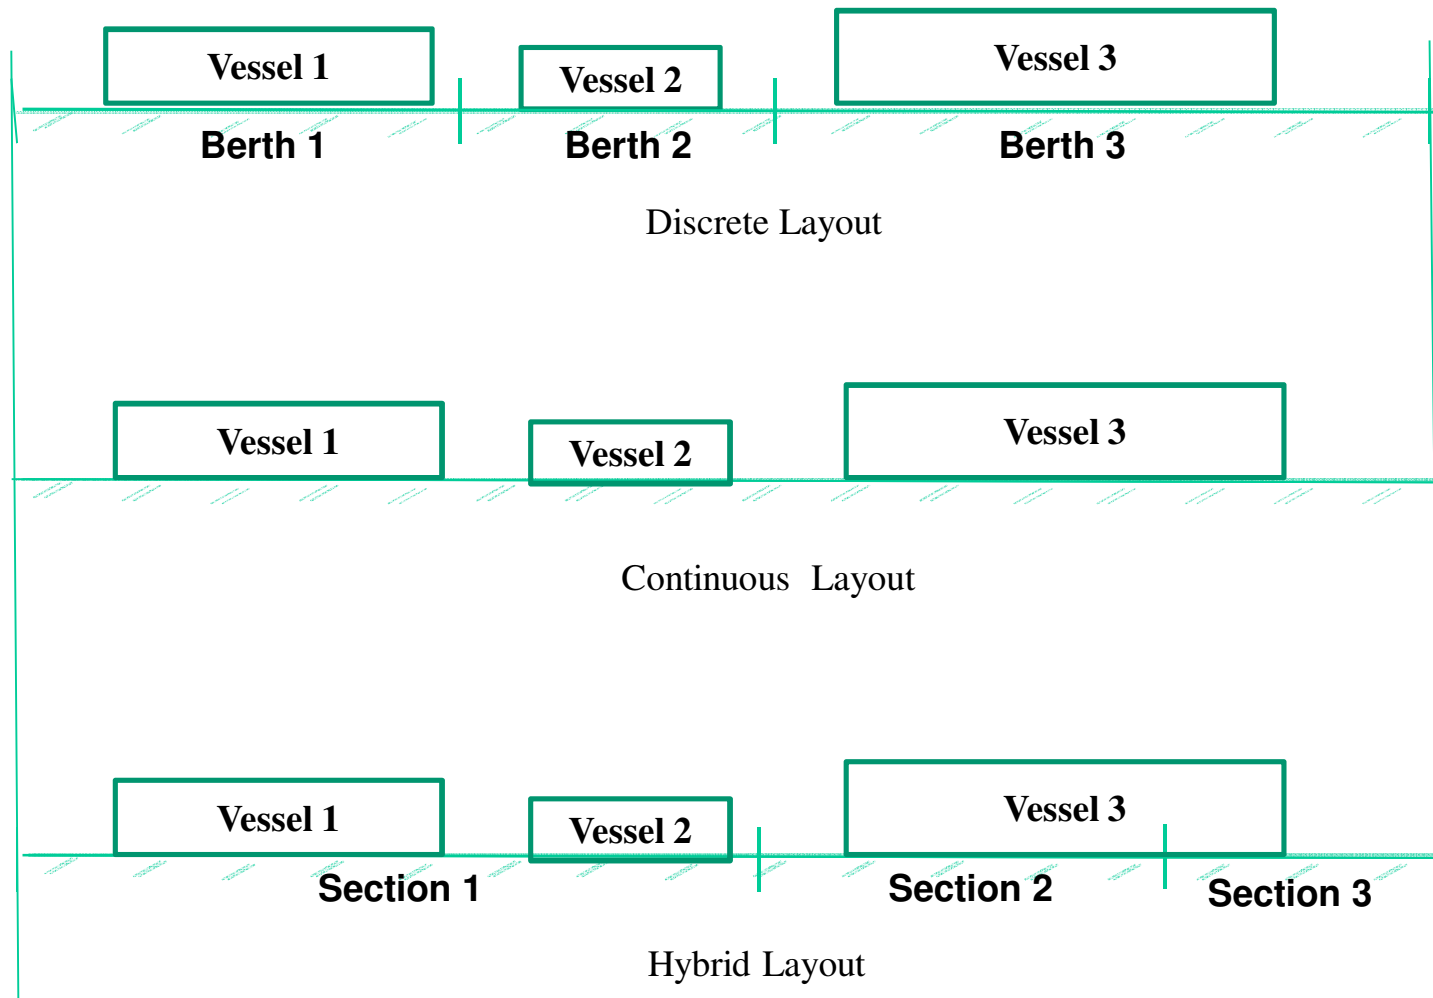 Vessel 1
Vessel 2
Vessel 3
Berth 1
Berth 2
Berth 3
Discrete Layout
Vessel 1
Vessel 2
Vessel 3
Continuous Layout
Vessel 1
Vessel 2
Vessel 3
Section 1
Section 2
Section 3
Hybrid Layout